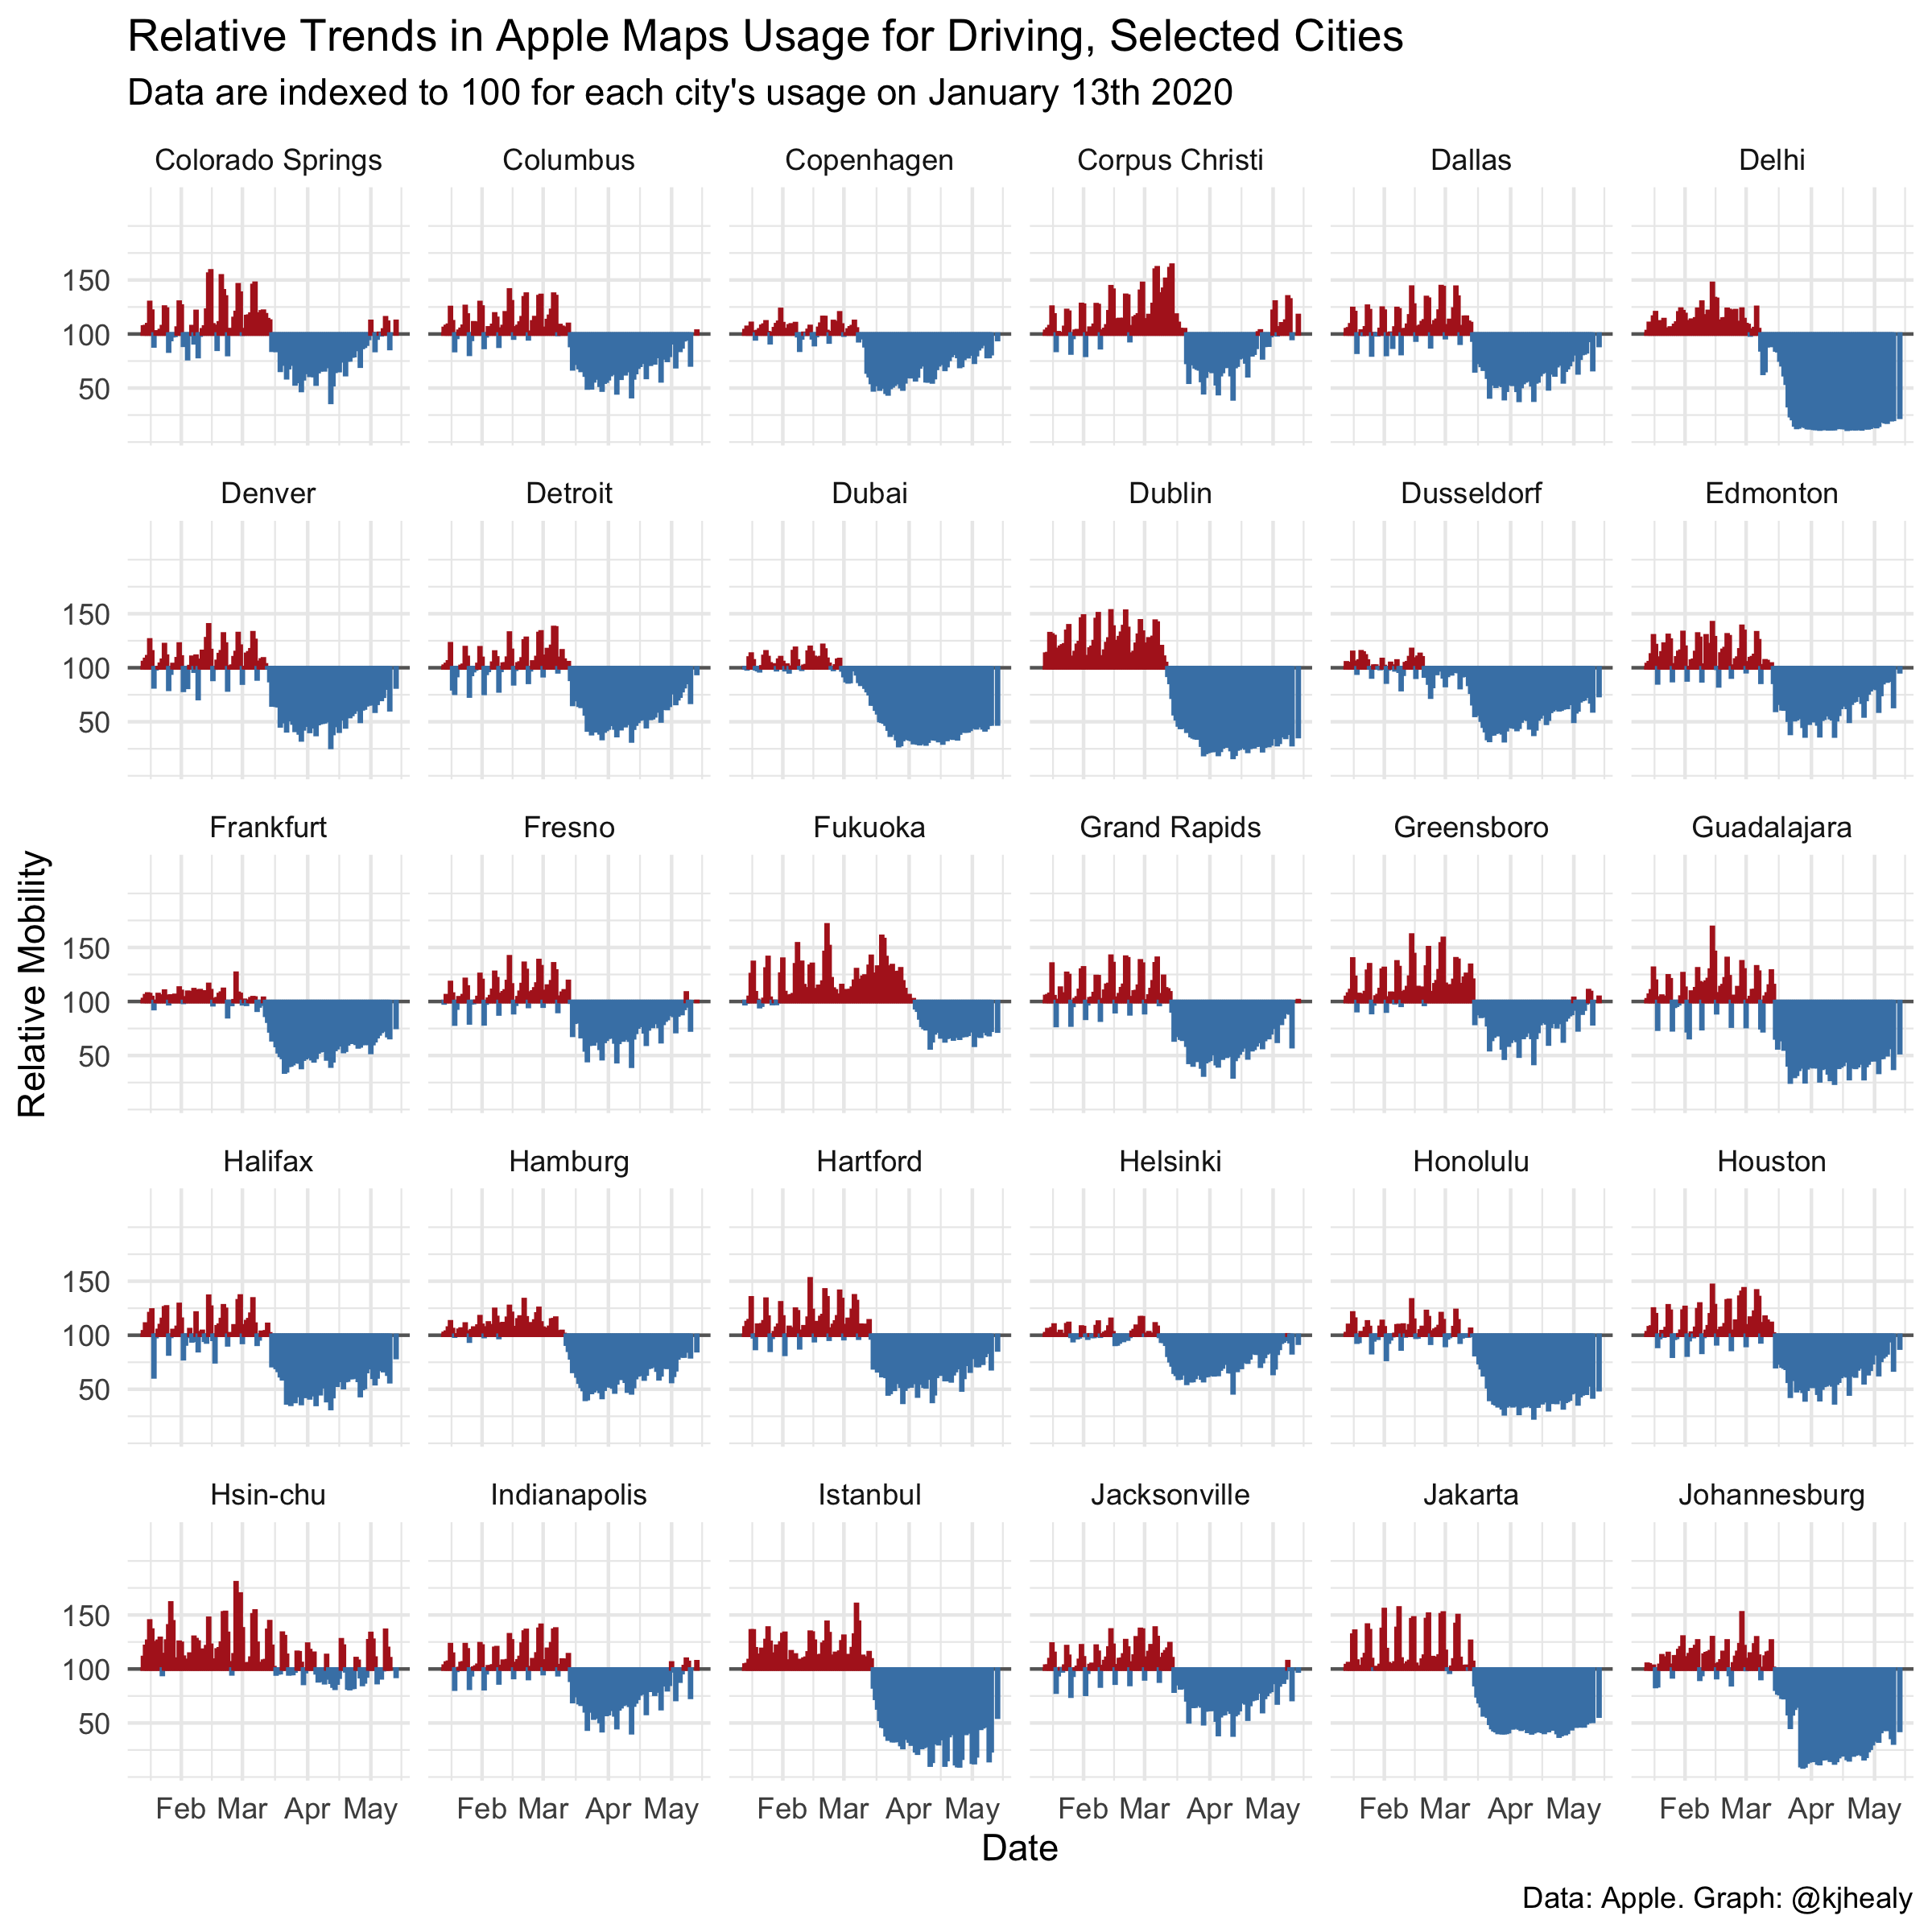 Relative Trends in Apple Maps Usage for Driving, Selected Cities
Data are indexed to 100 for each city's usage on January 13th 2020
Colorado Springs Columbus Copenhagen Corpus Christi Dallas Delhi
150
100
50
Denver Detroit Dubai Dublin Dusseldorf Edmonton
150
100
50
Frankfurt Fresno Fukuoka Grand Rapids Greensboro Guadalajara
150
100
50
Halifax Hamburg Hartford Helsinki Honolulu Houston
150
100
50
Hsin-chu Indianapolis Istanbul Jacksonville Jakarta Johannesburg
150
100
50
Relative Mobility
Feb Mar Apr May Feb Mar Apr May Feb Mar Apr May Feb Mar Apr May Feb Mar Apr May Feb Mar Apr May
Date
Data: Apple. Graph: @kjhealy